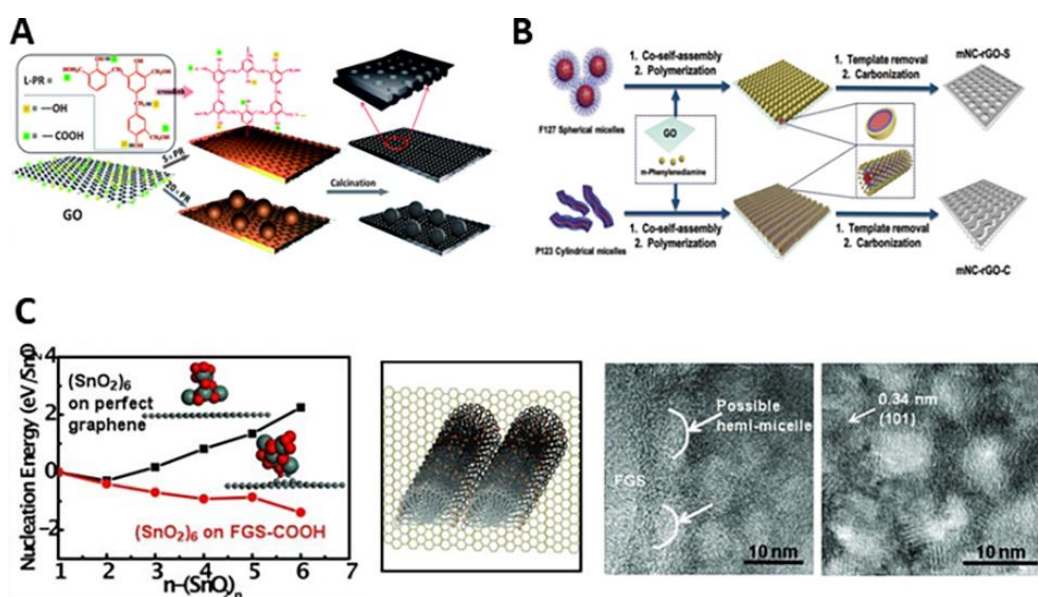 A
L-PR =
= —OH
= —COOH
crosslink
5× PR
20× PR
GO
Calcination
B
1. Co-self-assembly
2. Polymerization
1. Template removal
2. Carbonization
mNC-rGO-S
F127 Spherical micelles
GO
m-Phenylenediamine
P123 Cylindrical micelles
1. Co-self-assembly
2. Polymerization
1. Template removal
2. Carbonization
mNC-rGO-C
C
Nucleation Energy (eV/SnO
4
2
0
−2
(SnO₂)₆
on perfect
graphene
(SnO₂)₆ on FGS-COOH
1 2 3 4 5 6 7
n–(SnO₂)ₙ
Possible
hemi-micelle
FGS
10 nm
0.34 nm
(101)
10 nm